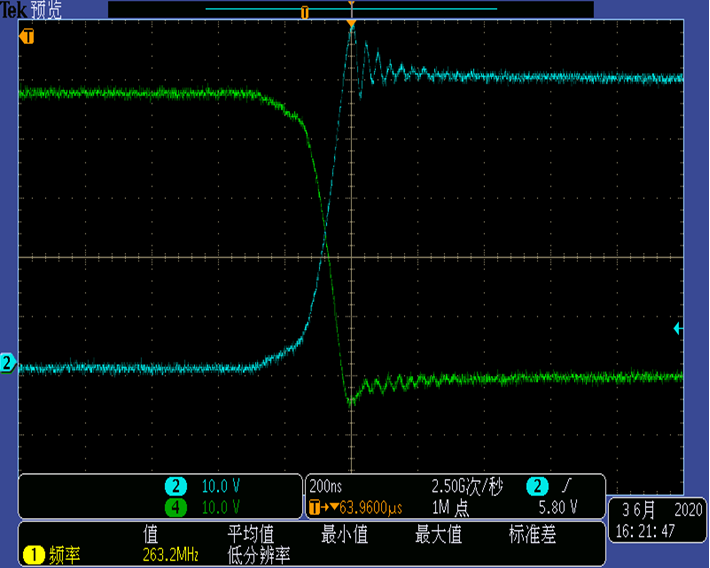 Tek 预览
T
T
2
2 10.0 V
4 10.0 V
200ns 2.50G次/秒 2
T→▼63.9600µs 1M 点 5.80 V
3 6月 2020
16:21:47
值 平均值 最小值 最大值 标准差
1 频率 263.2MHz 低分辨率